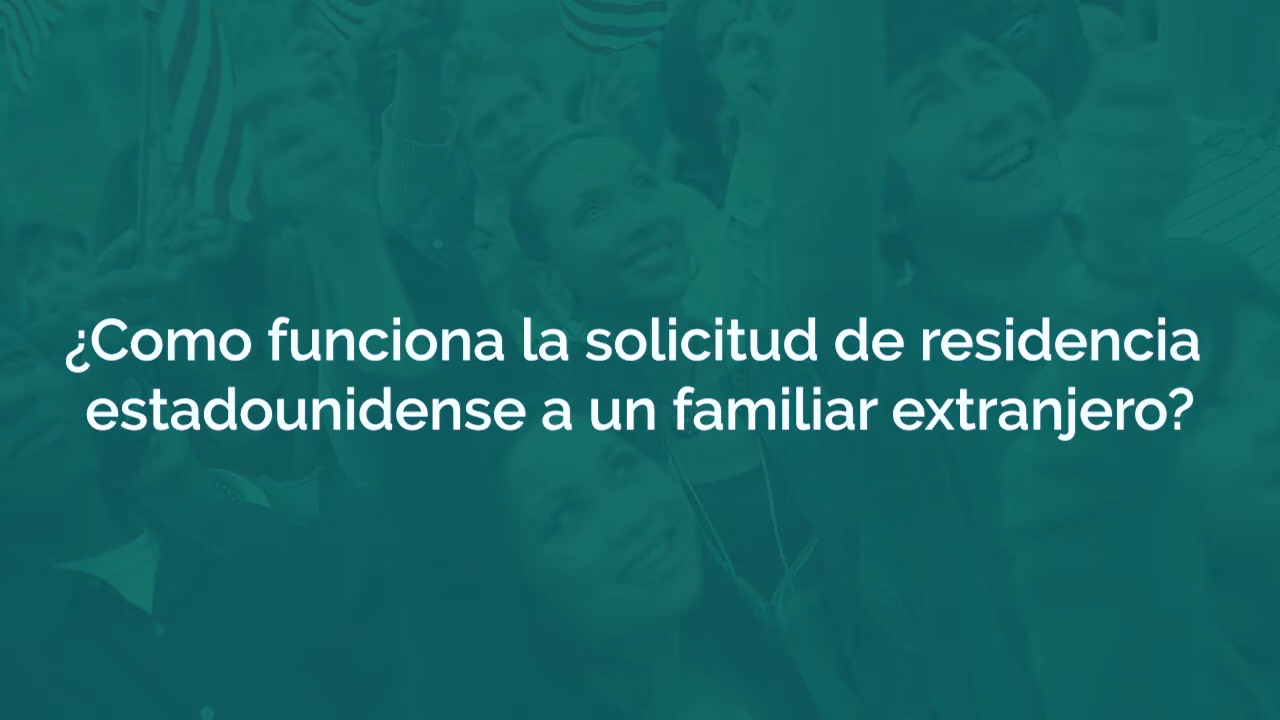 ¿Como funciona la solicitud de residencia
estadounidense a un familiar extranjero?